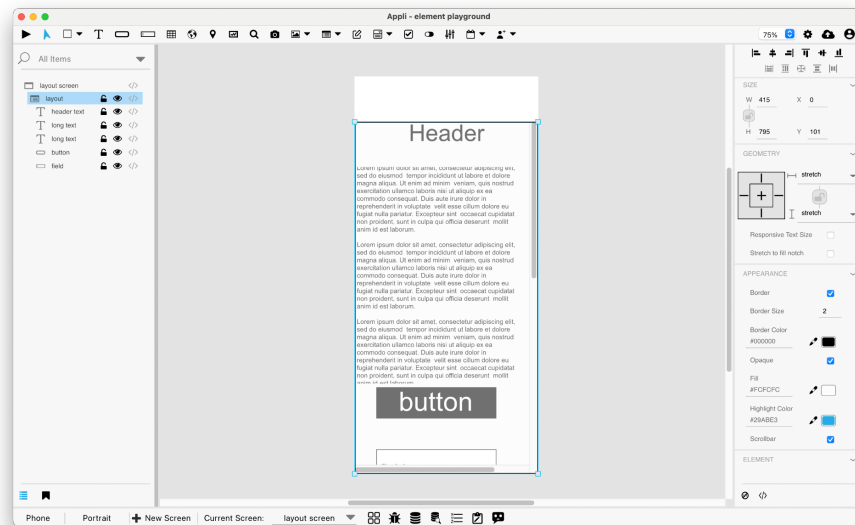 Appli - element playground
75%
All Items
layout screen
layout
header text
long text
long text
button
field
Header
Lorem ipsum dolor sit amet, consectetur adipiscing elit,
sed do eiusmod tempor incididunt ut labore et dolore
magna aliqua. Ut enim ad minim veniam, quis nostrud
exercitation ullamco laboris nisi ut aliquip ex ea
commodo consequat. Duis aute irure dolor in
reprehenderit in voluptate velit esse cillum dolore eu
fugiat nulla pariatur. Excepteur sint occaecat cupidatat
non proident, sunt in culpa qui officia deserunt mollit
anim id est laborum.
Lorem ipsum dolor sit amet, consectetur adipiscing elit,
sed do eiusmod tempor incididunt ut labore et dolore
magna aliqua. Ut enim ad minim veniam, quis nostrud
exercitation ullamco laboris nisi ut aliquip ex ea
commodo consequat. Duis aute irure dolor in
reprehenderit in voluptate velit esse cillum dolore eu
fugiat nulla pariatur. Excepteur sint occaecat cupidatat
non proident, sunt in culpa qui officia deserunt mollit
anim id est laborum.
Lorem ipsum dolor sit amet, consectetur adipiscing elit,
sed do eiusmod tempor incididunt ut labore et dolore
magna aliqua. Ut enim ad minim veniam, quis nostrud
exercitation ullamco laboris nisi ut aliquip ex ea
commodo consequat. Duis aute irure dolor in
reprehenderit in voluptate velit esse cillum dolore eu
fugiat nulla pariatur. Excepteur sint occaecat cupidatat
non proident, sunt in culpa qui officia deserunt mollit
anim id est laborum.
button
SIZE
W 415 X 0
H 795 Y 101
GEOMETRY
stretch
stretch
Responsive Text Size
Stretch to fill notch
APPEARANCE
Border
Border Size 2
Border Color
#000000
Opaque
Fill
#FCFCFC
Highlight Color
#29ABE3
Scrollbar
ELEMENT
Phone Portrait New Screen Current Screen: layout screen